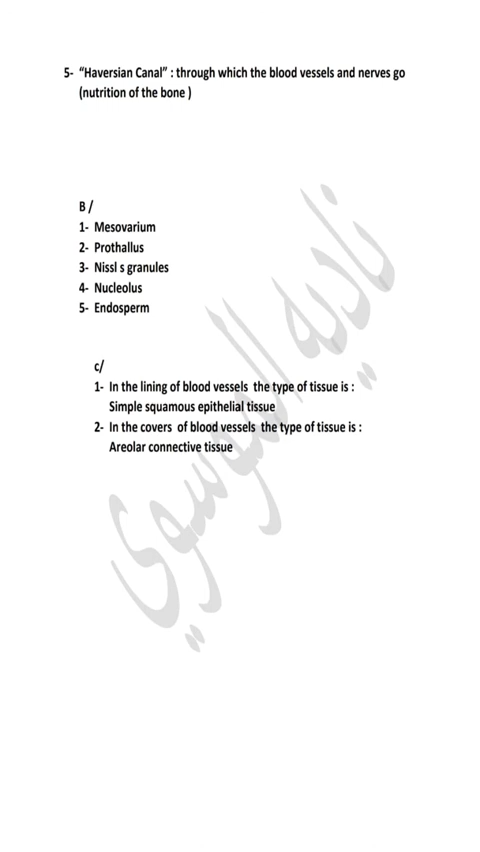 5- “Haversian Canal” : through which the blood vessels and nerves go
(nutrition of the bone )
B /
1- Mesovarium
2- Prothallus
3- Nissl s granules
4- Nucleolus
5- Endosperm
c/
1- In the lining of blood vessels the type of tissue is :
Simple squamous epithelial tissue
2- In the covers of blood vessels the type of tissue is :
Areolar connective tissue
نادية الموسوي